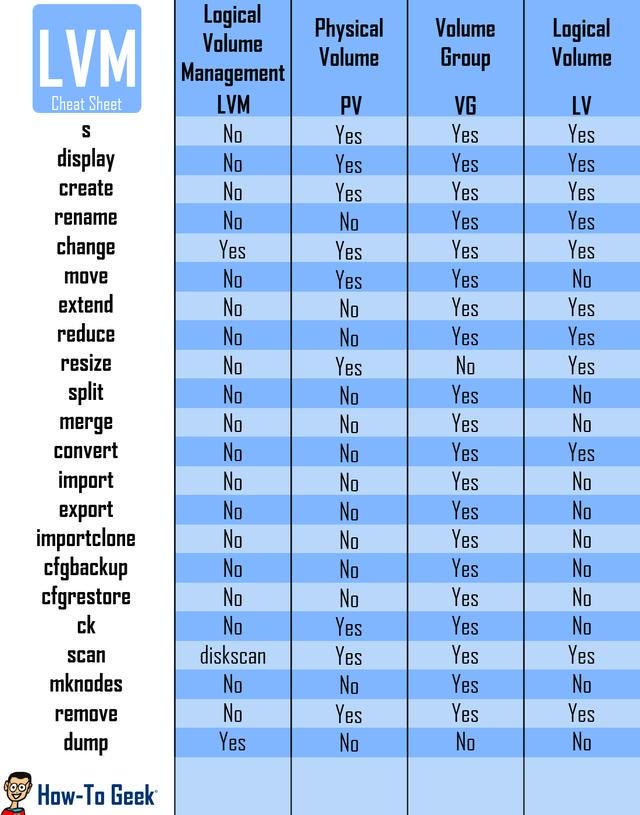 LVM
Cheat Sheet
Logical Volume Management LVM
Physical Volume PV
Volume Group VG
Logical Volume LV
s No Yes Yes Yes
display No Yes Yes Yes
create No Yes Yes Yes
rename No No Yes Yes
change Yes Yes Yes Yes
move No Yes Yes No
extend No No Yes Yes
reduce No No Yes Yes
resize No Yes No Yes
split No No Yes No
merge No No Yes No
convert No No Yes Yes
import No No Yes No
export No No Yes No
importclone No No Yes No
cfgbackup No No Yes No
cfgrestore No No Yes No
ck No Yes Yes No
scan diskscan Yes Yes Yes
mknodes No No Yes No
remove No Yes Yes Yes
dump Yes No No No
How-To Geek